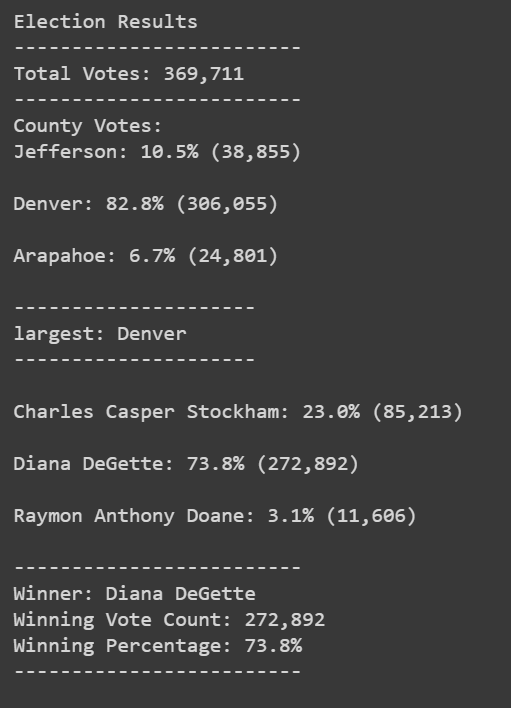 Election Results
-------------------------
Total Votes: 369,711
-------------------------
County Votes:
Jefferson: 10.5% (38,855)
Denver: 82.8% (306,055)
Arapahoe: 6.7% (24,801)
---------------------
largest: Denver
---------------------
Charles Casper Stockham: 23.0% (85,213)
Diana DeGette: 73.8% (272,892)
Raymon Anthony Doane: 3.1% (11,606)
-------------------------
Winner: Diana DeGette
Winning Vote Count: 272,892
Winning Percentage: 73.8%
-------------------------